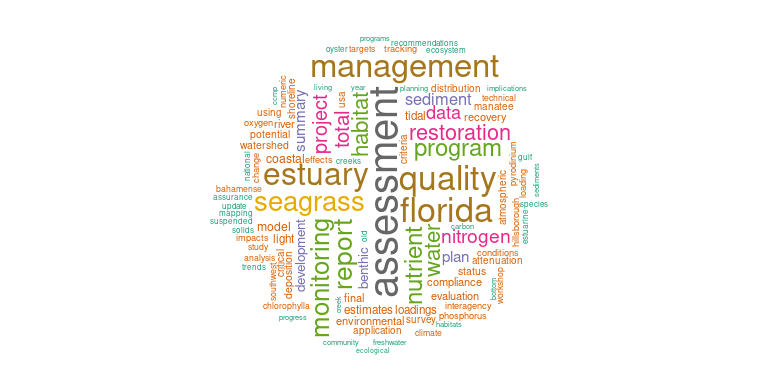 programs
recommendations
oyster
targets
tracking
ecosystem
management
ccmp
numeric
shoreline
living
year
planning
distribution
implications
summary
project
total
usa
habitat
assessment
sediment
technical
manatee
using
data
tidal
recovery
oxygen
river
potential
restoration
watershed
criteria
program
national
change
coastal
effects
creeks
pyrodinium
gulf
estuary
quality
loading
sediments
bahamense
assurance
update
mapping
suspended
solids
seagrass
florida
atmospheric
hillsborough
species
estuarine
model
impacts
light
study
development
monitoring
report
old
benthic
nutrient
water
carbon
nitrogen
plan
conditions
attenuation
analysis
critical
trends
southwest
deposition
status
compliance
bottom
workshop
chlorophylla
final
creek
evaluation
interagency
estimates
loadings
phosphorus
progress
environmental
survey
habitats
application
climate
community
freshwater
ecological